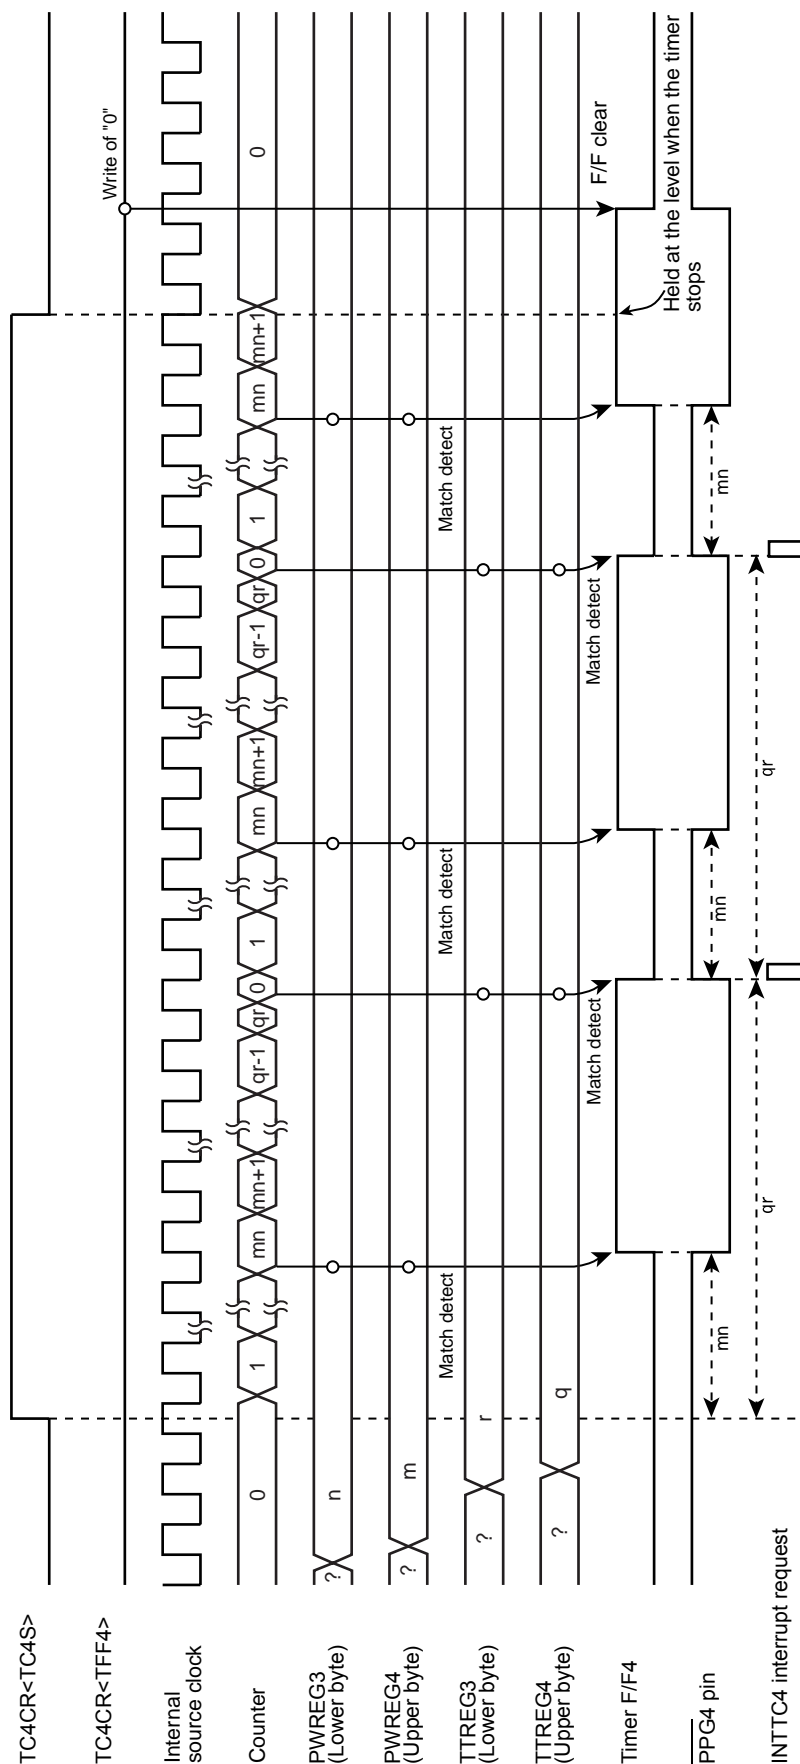 TC4CR<TC4S>
TC4CR<TFF4>
Write of "0"
Internal
source clock
Counter
0
1
mn
mn+1
qr-1
qr
0
1
mn
mn+1
qr-1
qr
0
1
mn
mn+1
0
PWREG3
(Lower byte)
?
n
PWREG4
(Upper byte)
?
m
Match detect
Match detect
Match detect
TTREG3
(Lower byte)
?
r
TTREG4
(Upper byte)
?
q
Match detect
Match detect
F/F clear
Timer F/F4
Held at the level when the timer
stops
PPG4 pin
mn
mn
mn
qr
qr
INTTC4 interrupt request